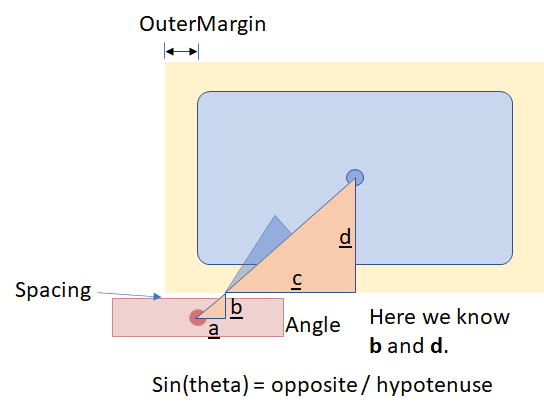 OuterMargin
d
c
Spacing
b
a
Angle
Here we know
b and d.
Sin(theta) = opposite / hypotenuse